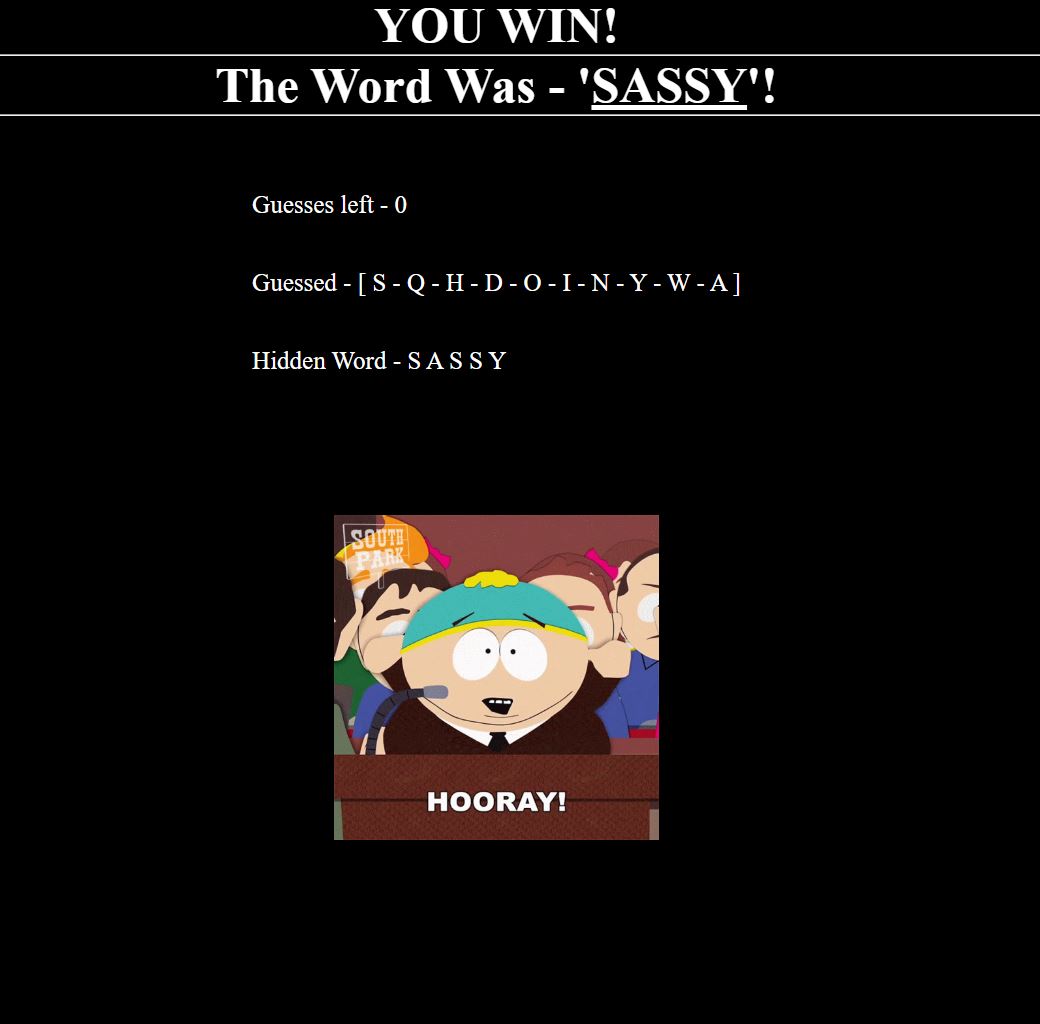 YOU WIN!
The Word Was - 'SASSY'!
Guesses left - 0
Guessed - [ S - Q - H - D - O - I - N - Y - W - A ]
Hidden Word - S A S S Y
SOUTH
PARK
HOORAY!